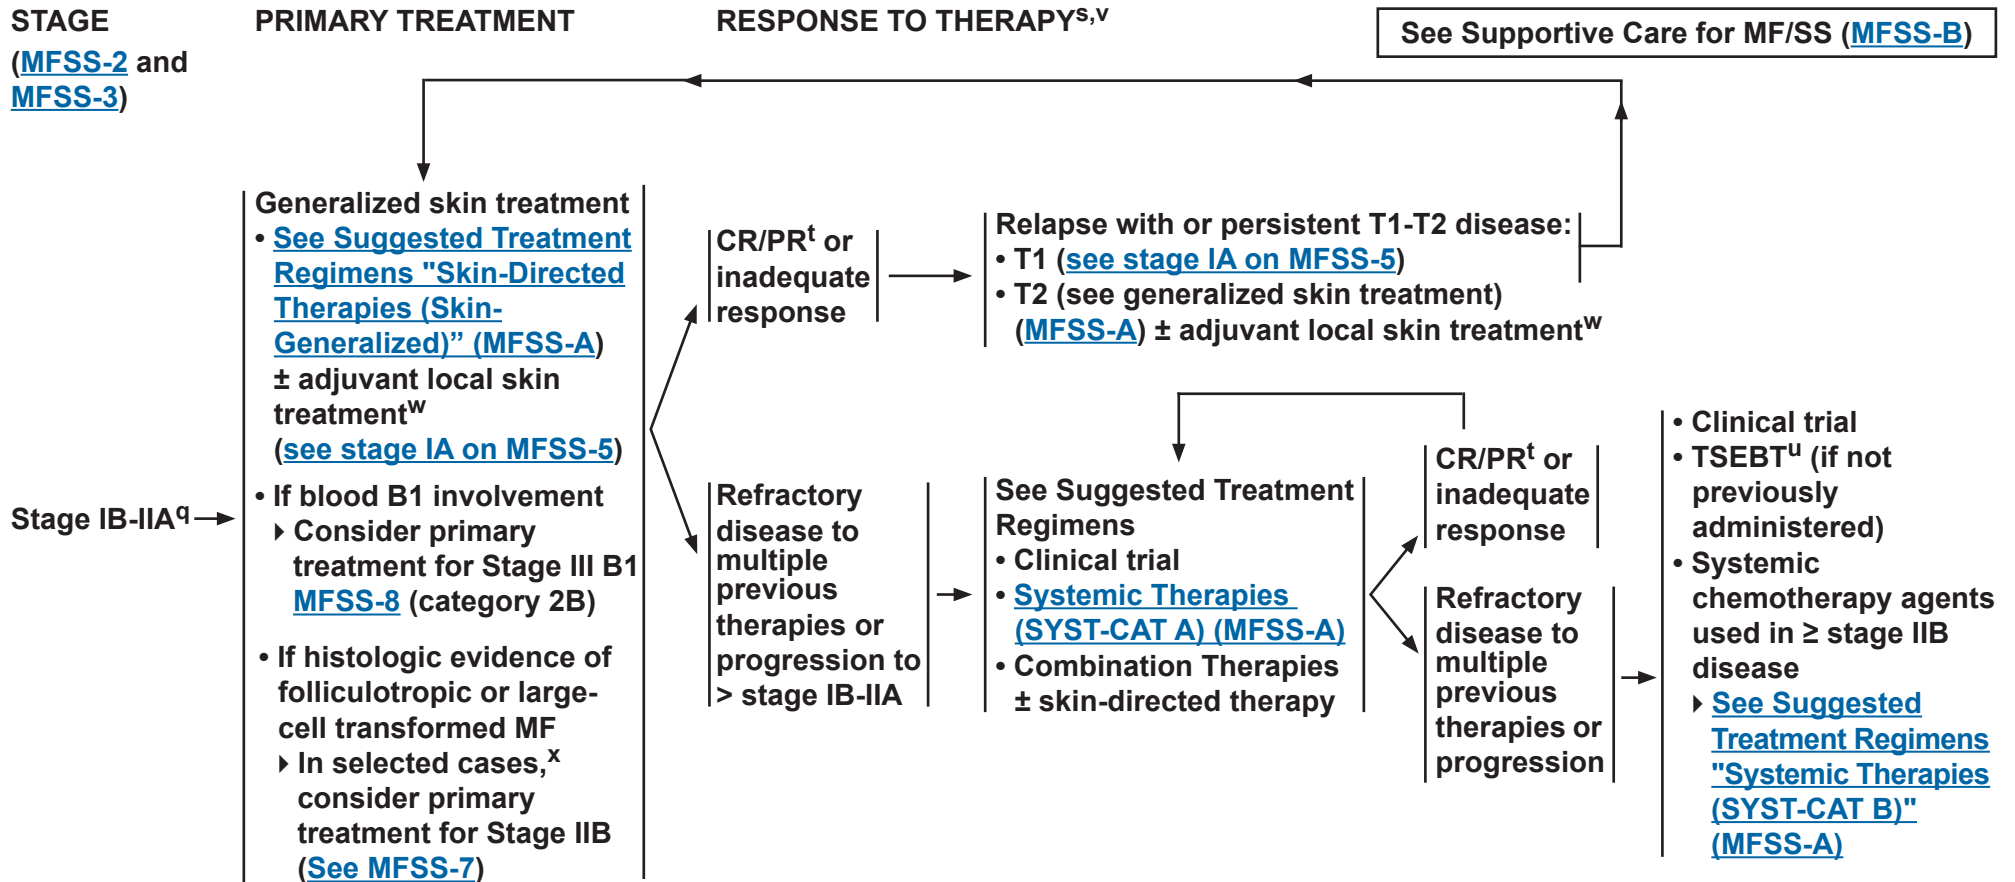 STAGE
(MFSS-2 and
MFSS-3)
PRIMARY TREATMENT
RESPONSE TO THERAPYs,v
See Supportive Care for MF/SS (MFSS-B)
Stage IB-IIAq
Generalized skin treatment
• See Suggested Treatment
Regimens "Skin-Directed
Therapies (Skin-
Generalized)” (MFSS-A)
± adjuvant local skin
treatmentw
(see stage IA on MFSS-5)
• If blood B1 involvement
▸ Consider primary
treatment for Stage III B1
MFSS-8 (category 2B)
• If histologic evidence of
folliculotropic or large-
cell transformed MF
▸ In selected cases,x
consider primary
treatment for Stage IIB
(See MFSS-7)
CR/PRt or
inadequate
response
Relapse with or persistent T1-T2 disease:
• T1 (see stage IA on MFSS-5)
• T2 (see generalized skin treatment)
(MFSS-A) ± adjuvant local skin treatmentw
Refractory
disease to
multiple
previous
therapies or
progression to
> stage IB-IIA
See Suggested Treatment
Regimens
• Clinical trial
• Systemic Therapies
(SYST-CAT A) (MFSS-A)
• Combination Therapies
± skin-directed therapy
CR/PRt or
inadequate
response
Refractory
disease to
multiple
previous
therapies or
progression
• Clinical trial
• TSEBTu (if not
previously
administered)
• Systemic
chemotherapy agents
used in ≥ stage IIB
disease
▸ See Suggested
Treatment Regimens
"Systemic Therapies
(SYST-CAT B)"
(MFSS-A)